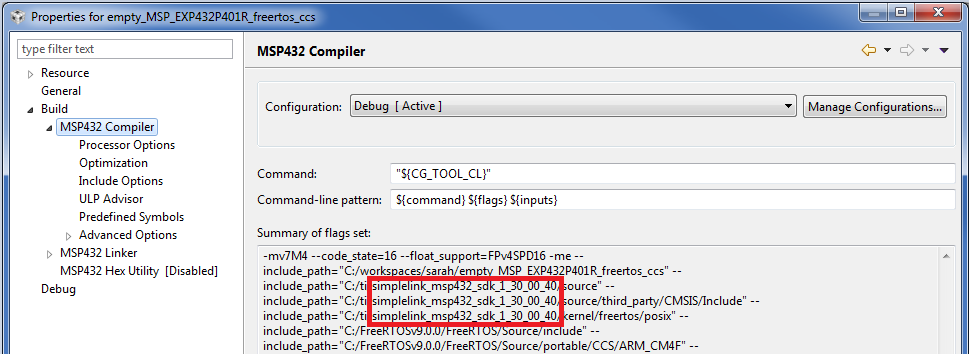 Properties for empty_MSP_EXP432P401R_freertos_ccs
type filter text
Resource
General
Build
MSP432 Compiler
Processor Options
Optimization
Include Options
ULP Advisor
Predefined Symbols
Advanced Options
MSP432 Linker
MSP432 Hex Utility [Disabled]
Debug
MSP432 Compiler
Configuration: Debug [ Active ] Manage Configurations...
Command: "${CG_TOOL_CL}"
Command-line pattern: ${command} ${flags} ${inputs}
Summary of flags set:
-mv7M4 --code_state=16 --float_support=FPv4SPD16 -me --
include_path="C:/workspaces/sarah/empty_MSP_EXP432P401R_freertos_ccs" --
include_path="C:/ti/simplelink_msp432_sdk_1_30_00_40/source" --
include_path="C:/ti/simplelink_msp432_sdk_1_30_00_40/source/third_party/CMSIS/Include" --
include_path="C:/ti/simplelink_msp432_sdk_1_30_00_40/kernel/freertos/posix" --
include_path="C:/FreeRTOSv9.0.0/FreeRTOS/Source/include" --
include_path="C:/FreeRTOSv9.0.0/FreeRTOS/Source/portable/CCS/ARM_CM4F" --